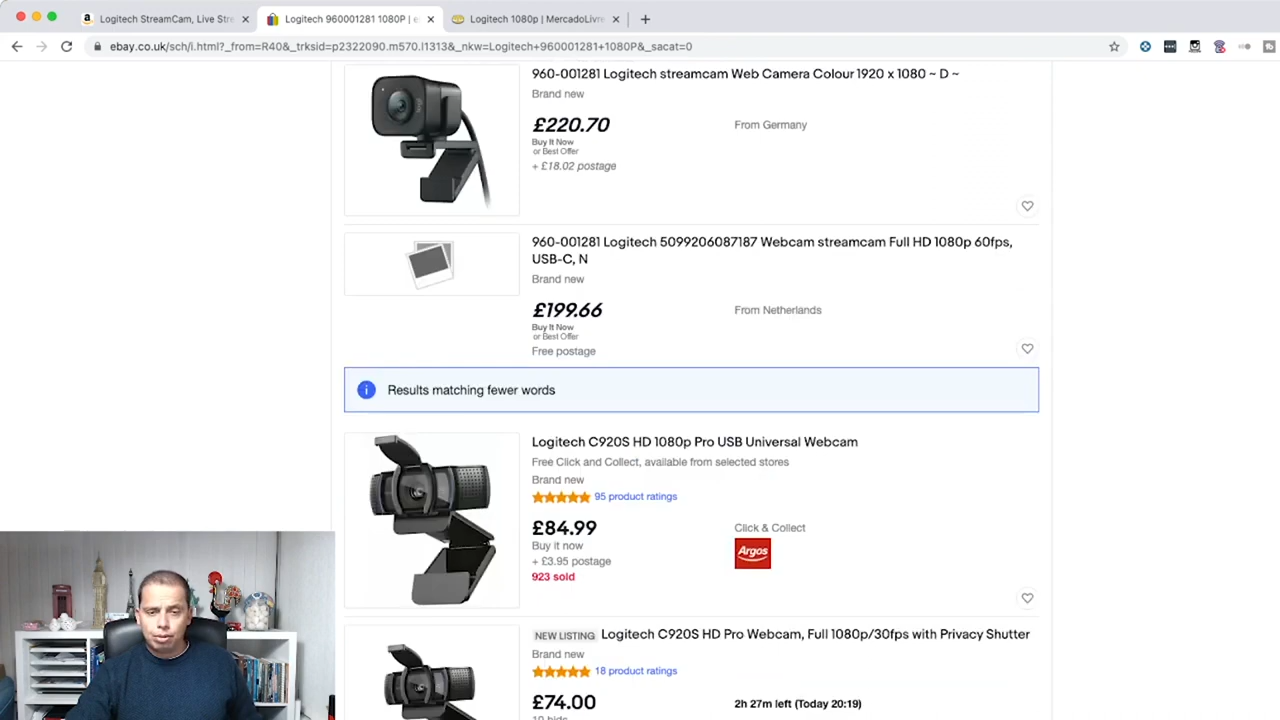 Logitech StreamCam, Live Stre
Logitech 960001281 1080P | e
Logitech 1080p | MercadoLivre
ebay.co.uk/sch/i.html?_from=R40&_trksid=p2322090.m570.l1313&_nkw=Logitech+960001281+1080P&_sacat=0
960-001281 Logitech streamcam Web Camera Colour 1920 x 1080 ~ D ~
Brand new
£220.70
From Germany
Buy It Now
or Best Offer
+ £18.02 postage
960-001281 Logitech 5099206087187 Webcam streamcam Full HD 1080p 60fps,
USB-C, N
Brand new
£199.66
From Netherlands
Buy It Now
or Best Offer
Free postage
Results matching fewer words
Logitech C920S HD 1080p Pro USB Universal Webcam
Free Click and Collect, available from selected stores
Brand new
95 product ratings
£84.99
Click & Collect
Buy it now
Argos
+ £3.95 postage
923 sold
NEW LISTING Logitech C920S HD Pro Webcam, Full 1080p/30fps with Privacy Shutter
Brand new
18 product ratings
£74.00
2h 27m left (Today 20:19)
10 bids